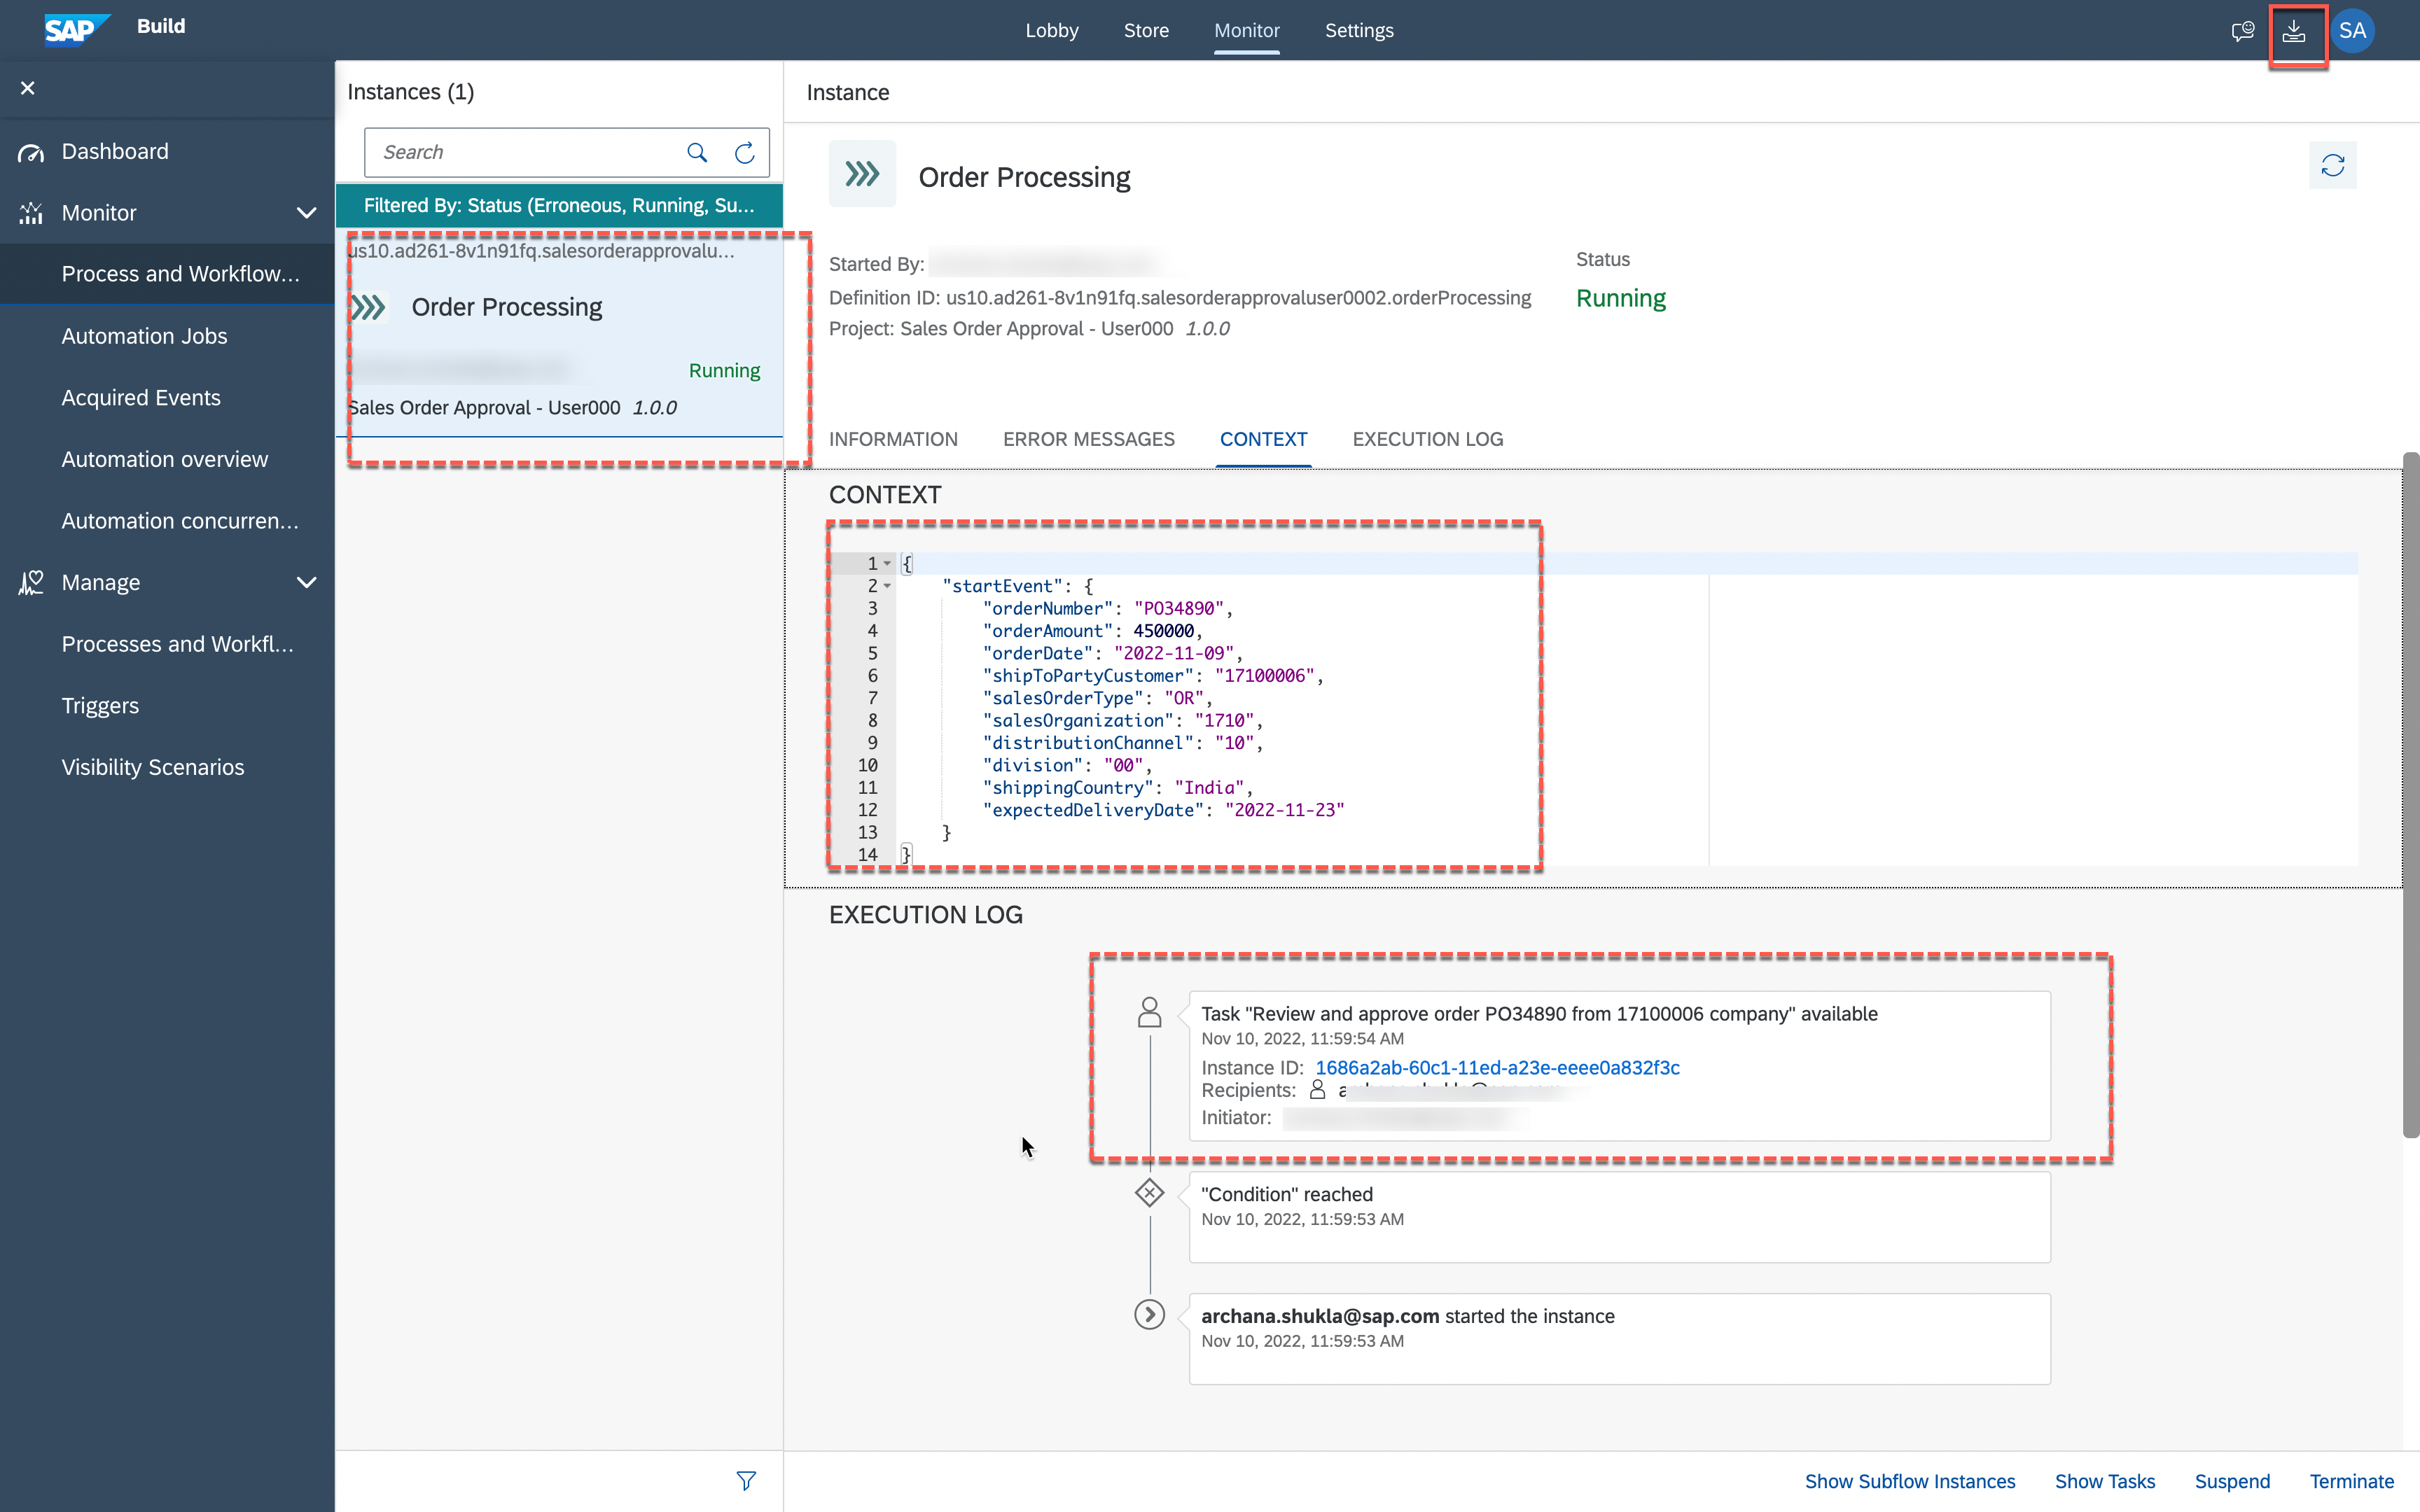 SAP Build
Lobby Store Monitor Settings
SA
Dashboard
Monitor
Process and Workflow...
Automation Jobs
Acquired Events
Automation overview
Automation concurren...
Manage
Processes and Workfl...
Triggers
Visibility Scenarios
Instances (1)
Search
Filtered By: Status (Erroneous, Running, Su...
us10.ad261-8v1n91fq.salesorderapprovalu...
Order Processing
Running
Sales Order Approval - User000 1.0.0
Instance
Order Processing
Started By:
Definition ID: us10.ad261-8v1n91fq.salesorderapprovaluser0002.orderProcessing
Project: Sales Order Approval - User000 1.0.0
Status
Running
INFORMATION ERROR MESSAGES CONTEXT EXECUTION LOG
CONTEXT
1 {
2 "startEvent": {
3 "orderNumber": "PO34890",
4 "orderAmount": 450000,
5 "orderDate": "2022-11-09",
6 "shipToPartyCustomer": "17100006",
7 "salesOrderType": "OR",
8 "salesOrganization": "1710",
9 "distributionChannel": "10",
10 "division": "00",
11 "shippingCountry": "India",
12 "expectedDeliveryDate": "2022-11-23"
13 }
14 }
EXECUTION LOG
Task "Review and approve order PO34890 from 17100006 company" available
Nov 10, 2022, 11:59:54 AM
Instance ID: 1686a2ab-60c1-11ed-a23e-eeee0a832f3c
Recipients:
Initiator:
"Condition" reached
Nov 10, 2022, 11:59:53 AM
archana.shukla@sap.com started the instance
Nov 10, 2022, 11:59:53 AM
Show Subflow Instances Show Tasks Suspend Terminate